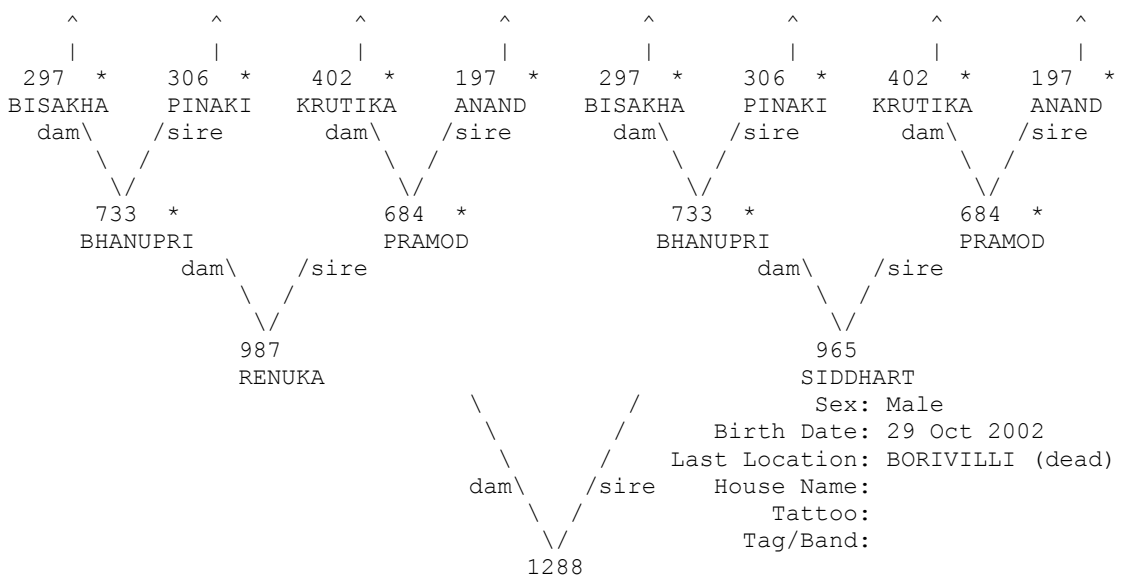 ^ ^ ^ ^ ^ ^ ^ ^
| | | | | | | |
297 * 306 * 402 * 197 * 297 * 306 * 402 * 197 *
BISAKHA PINAKI KRUTIKA ANAND BISAKHA PINAKI KRUTIKA ANAND
dam\ /sire dam\ /sire dam\ /sire dam\ /sire
\ / \ / \ / \ /
\/ \/ \/ \/
733 * 684 * 733 * 684 *
BHANUPRI PRAMOD BHANUPRI PRAMOD
dam\ /sire dam\ /sire
\ / \ /
\/ \/
987 965
RENUKA SIDDHART
\ / Sex: Male
\ / Birth Date: 29 Oct 2002
\ / Last Location: BORIVILLI (dead)
dam\ /sire House Name:
\ / Tattoo:
\/ Tag/Band:
1288